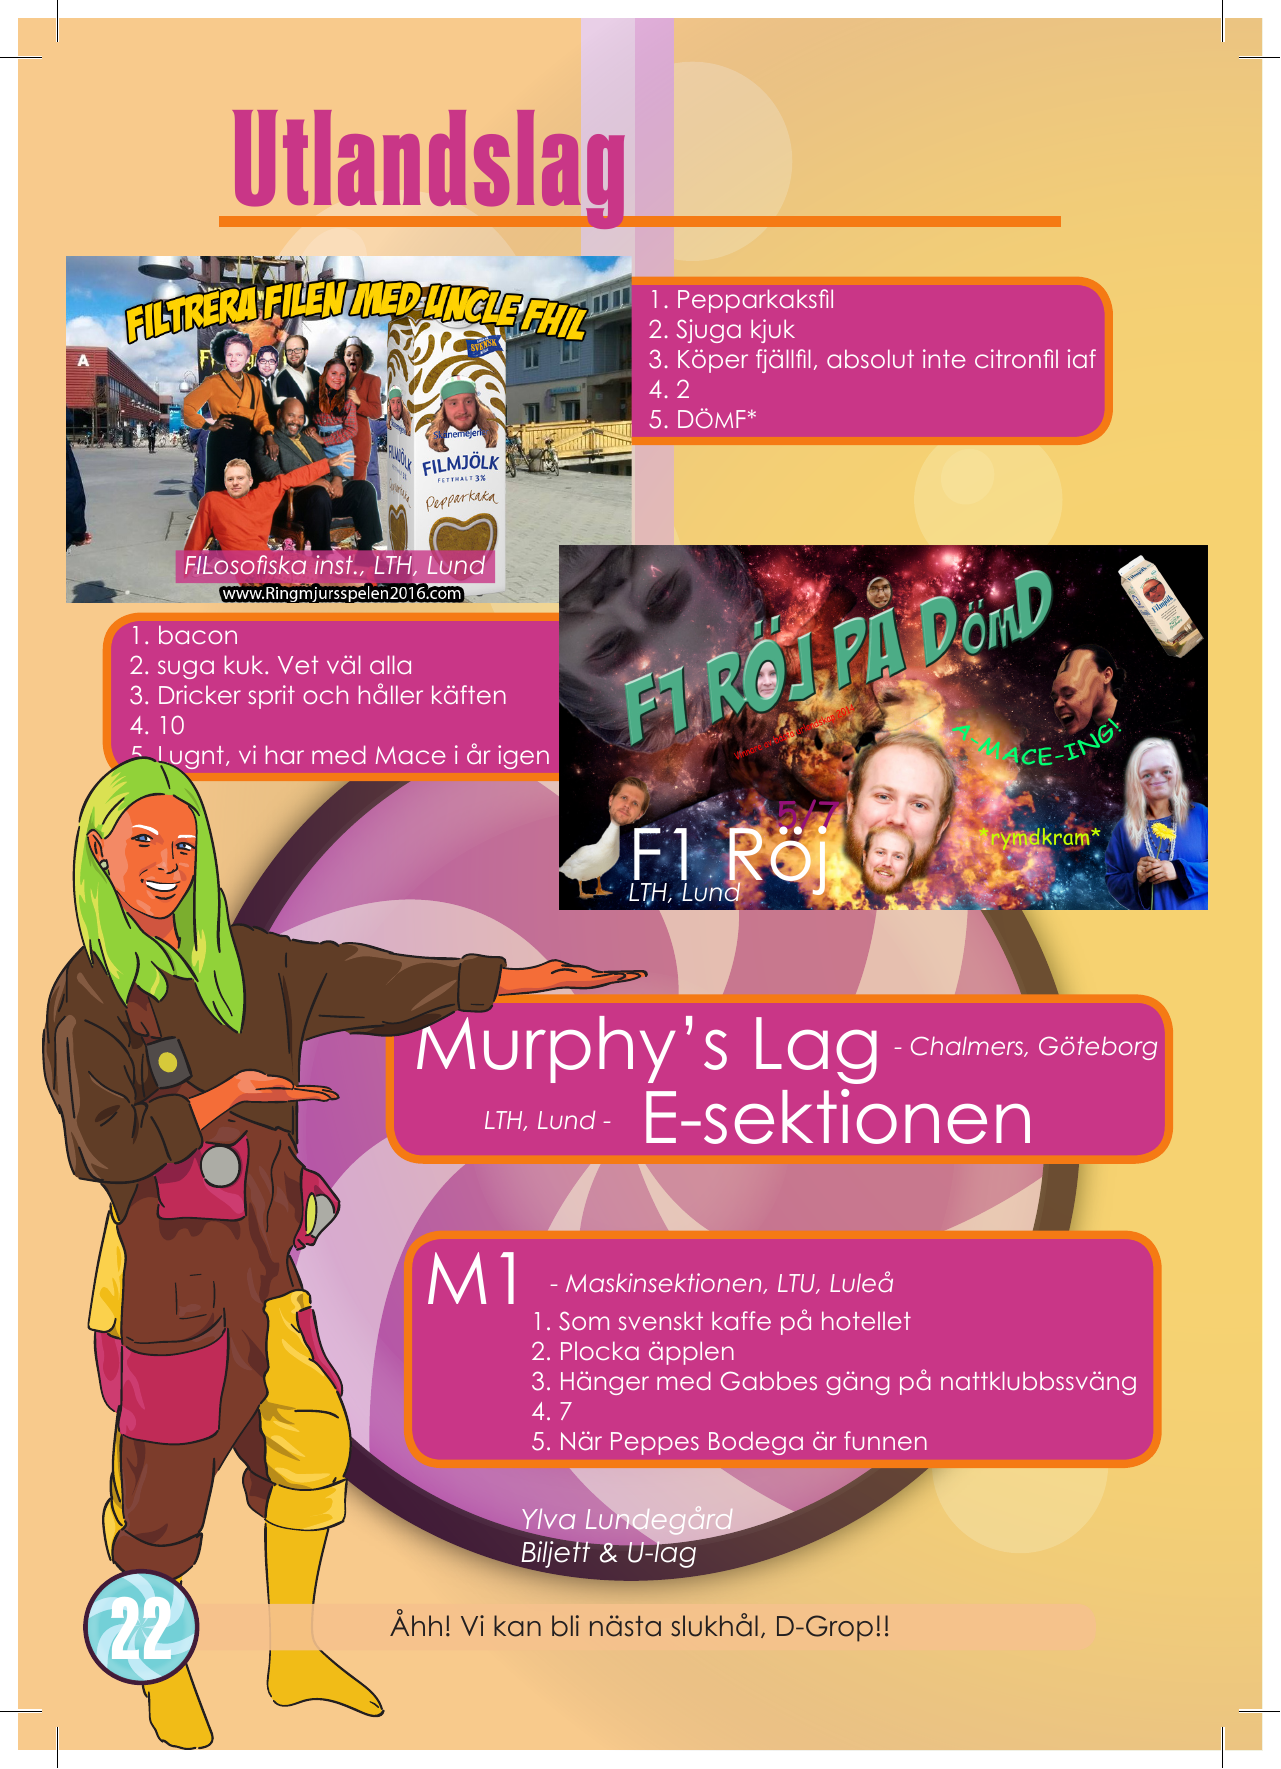 Utlandslag
FILTRERA FILEN MED UNCLE FHIL
A
SVENSK
Skånemejerier
FILMJÖLK
FILMJÖLK
FETTHALT 3%
Pepparkaka
FILosofiska inst., LTH, Lund
www.Ringmjursspelen2016.com
1. Pepparkaksfil
2. Sjuga kjuk
3. Köper fjällfil, absolut inte citronfil iaf
4. 2
5. DÖMF*
1. bacon
2. suga kuk. Vet väl alla
3. Dricker sprit och håller käften
4. 10
5. Lugnt, vi har med Mace i år igen
F1 RÖJ PÅ DÖMD
Filmjölk
A-MACE-ING!
5/7
*rymdkram*
F1 Röj
LTH, Lund
Murphy's Lag - Chalmers, Göteborg
LTH, Lund - E-sektionen
M1 - Maskinsektionen, LTU, Luleå
1. Som svenskt kaffe på hotellet
2. Plocka äpplen
3. Hänger med Gabbes gäng på nattklubbssväng
4. 7
5. När Peppes Bodega är funnen
Ylva Lundegård
Biljett & U-lag
22
Åhh! Vi kan bli nästa slukhål, D-Grop!!